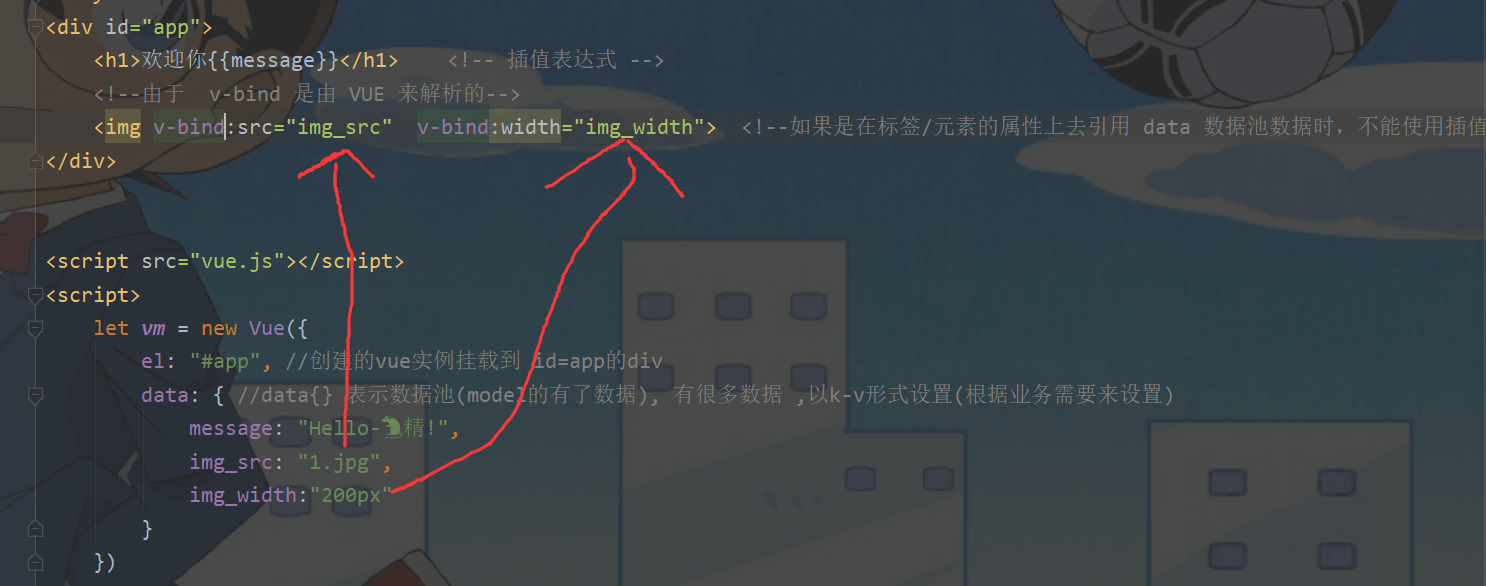 <div id="app">
<h1>欢迎你{{message}}</h1> <!-- 插值表达式 -->
<!--由于 v-bind 是由 VUE 来解析的-->
<img v-bind:src="img_src" v-bind:width="img_width"> <!--如果是在标签/元素的属性上去引用 data 数据池数据时，不能使用插值
</div>
<script src="vue.js"></script>
<script>
let vm = new Vue({
el: "#app", //创建的vue实例挂载到 id=app的div
data: { //data{} 表示数据池(model的有了数据), 有很多数据 ,以k-v形式设置(根据业务需要来设置)
message: "Hello-🐀精!",
img_src: "1.jpg",
img_width:"200px"
}
})